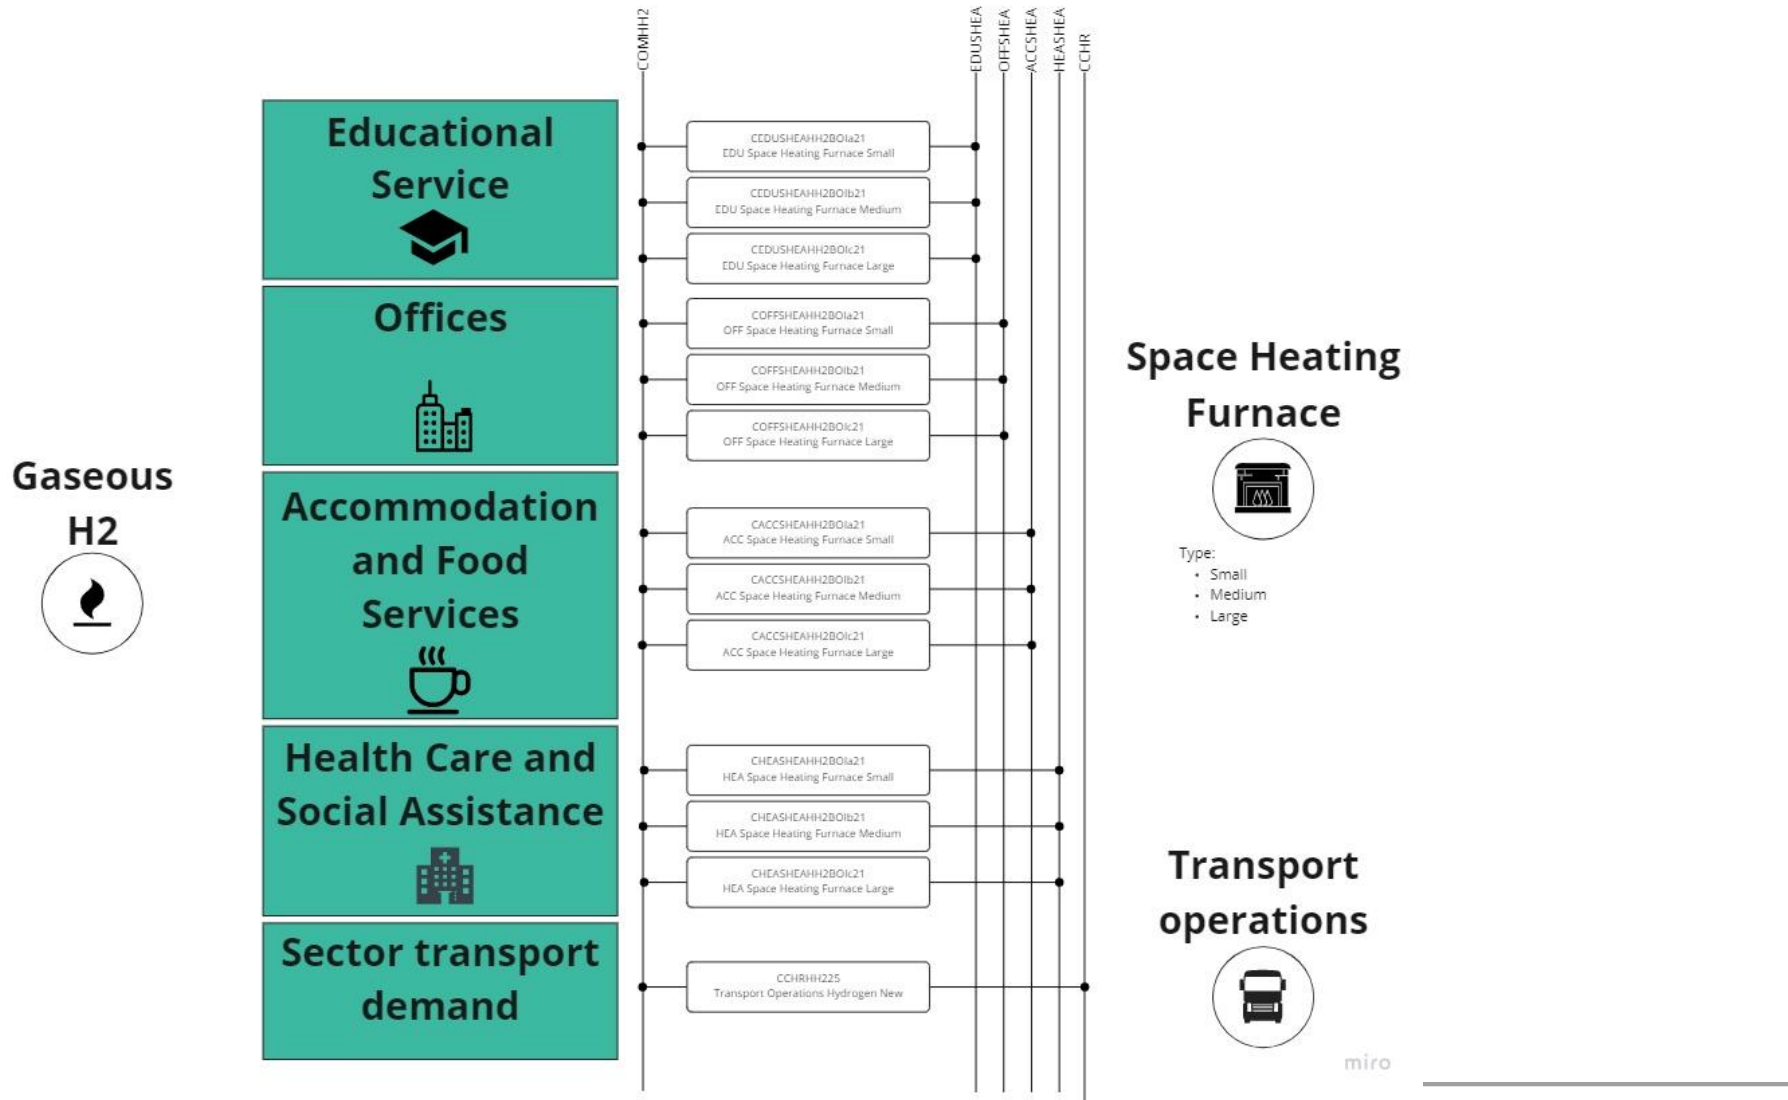 COMHH2
EDUSHEA
OFFSHEA
ACCSHEA
HEASHEA
CCHR
Educational
Service
CEDUSHEAHH2BOIa21
EDU Space Heating Furnace Small
CEDUSHEAHH2BOIb21
EDU Space Heating Furnace Medium
CEDUSHEAHH2BOIc21
EDU Space Heating Furnace Large
Offices
COFFSHEAHH2BOIa21
OFF Space Heating Furnace Small
COFFSHEAHH2BOIb21
OFF Space Heating Furnace Medium
COFFSHEAHH2BOIc21
OFF Space Heating Furnace Large
Space Heating
Furnace
Type:
• Small
• Medium
• Large
Gaseous
H2
Accommodation
and Food
Services
CACCSHEAHH2BOIa21
ACC Space Heating Furnace Small
CACCSHEAHH2BOIb21
ACC Space Heating Furnace Medium
CACCSHEAHH2BOIc21
ACC Space Heating Furnace Large
Health Care and
Social Assistance
CHEASHEAHH2BOIa21
HEA Space Heating Furnace Small
CHEASHEAHH2BOIb21
HEA Space Heating Furnace Medium
CHEASHEAHH2BOIc21
HEA Space Heating Furnace Large
Transport
operations
Sector transport
demand
CCHRHH225
Transport Operations Hydrogen New
miro